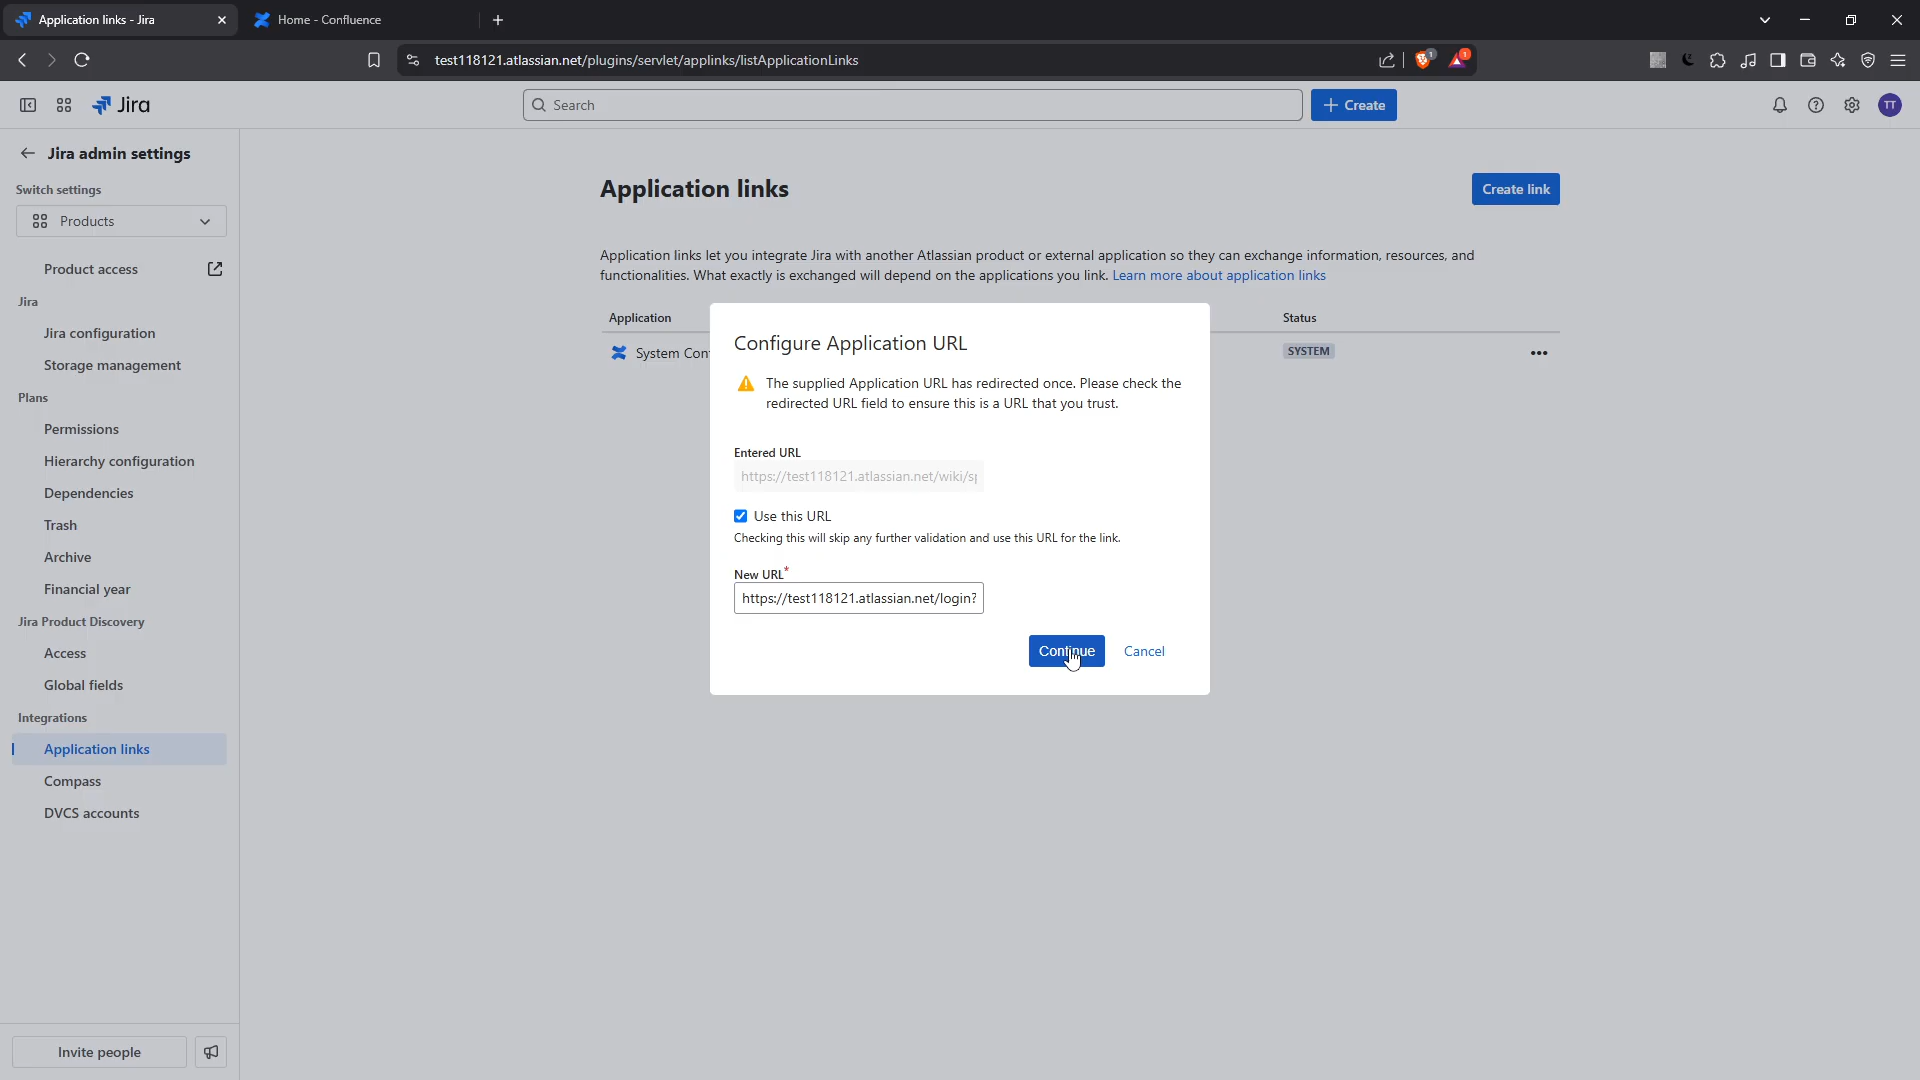 Application links - Jira
Home - Confluence
test118121.atlassian.net/plugins/servlet/applinks/listApplicationLinks
1
1
Jira
Search
Create
TT
Jira admin settings
Switch settings
Products
Product access
Jira
Jira configuration
Storage management
Plans
Permissions
Hierarchy configuration
Dependencies
Trash
Archive
Financial year
Jira Product Discovery
Access
Global fields
Integrations
Application links
Compass
DVCS accounts
Invite people
Application links
Create link
Application links let you integrate Jira with another Atlassian product or external application so they can exchange information, resources, and
functionalities. What exactly is exchanged will depend on the applications you link. Learn more about application links
Application
Status
System Con
SYSTEM
Configure Application URL
The supplied Application URL has redirected once. Please check the
redirected URL field to ensure this is a URL that you trust.
Entered URL
https://test118121.atlassian.net/wiki/sp
Use this URL
Checking this will skip any further validation and use this URL for the link.
New URL*
https://test118121.atlassian.net/login?
Continue
Cancel